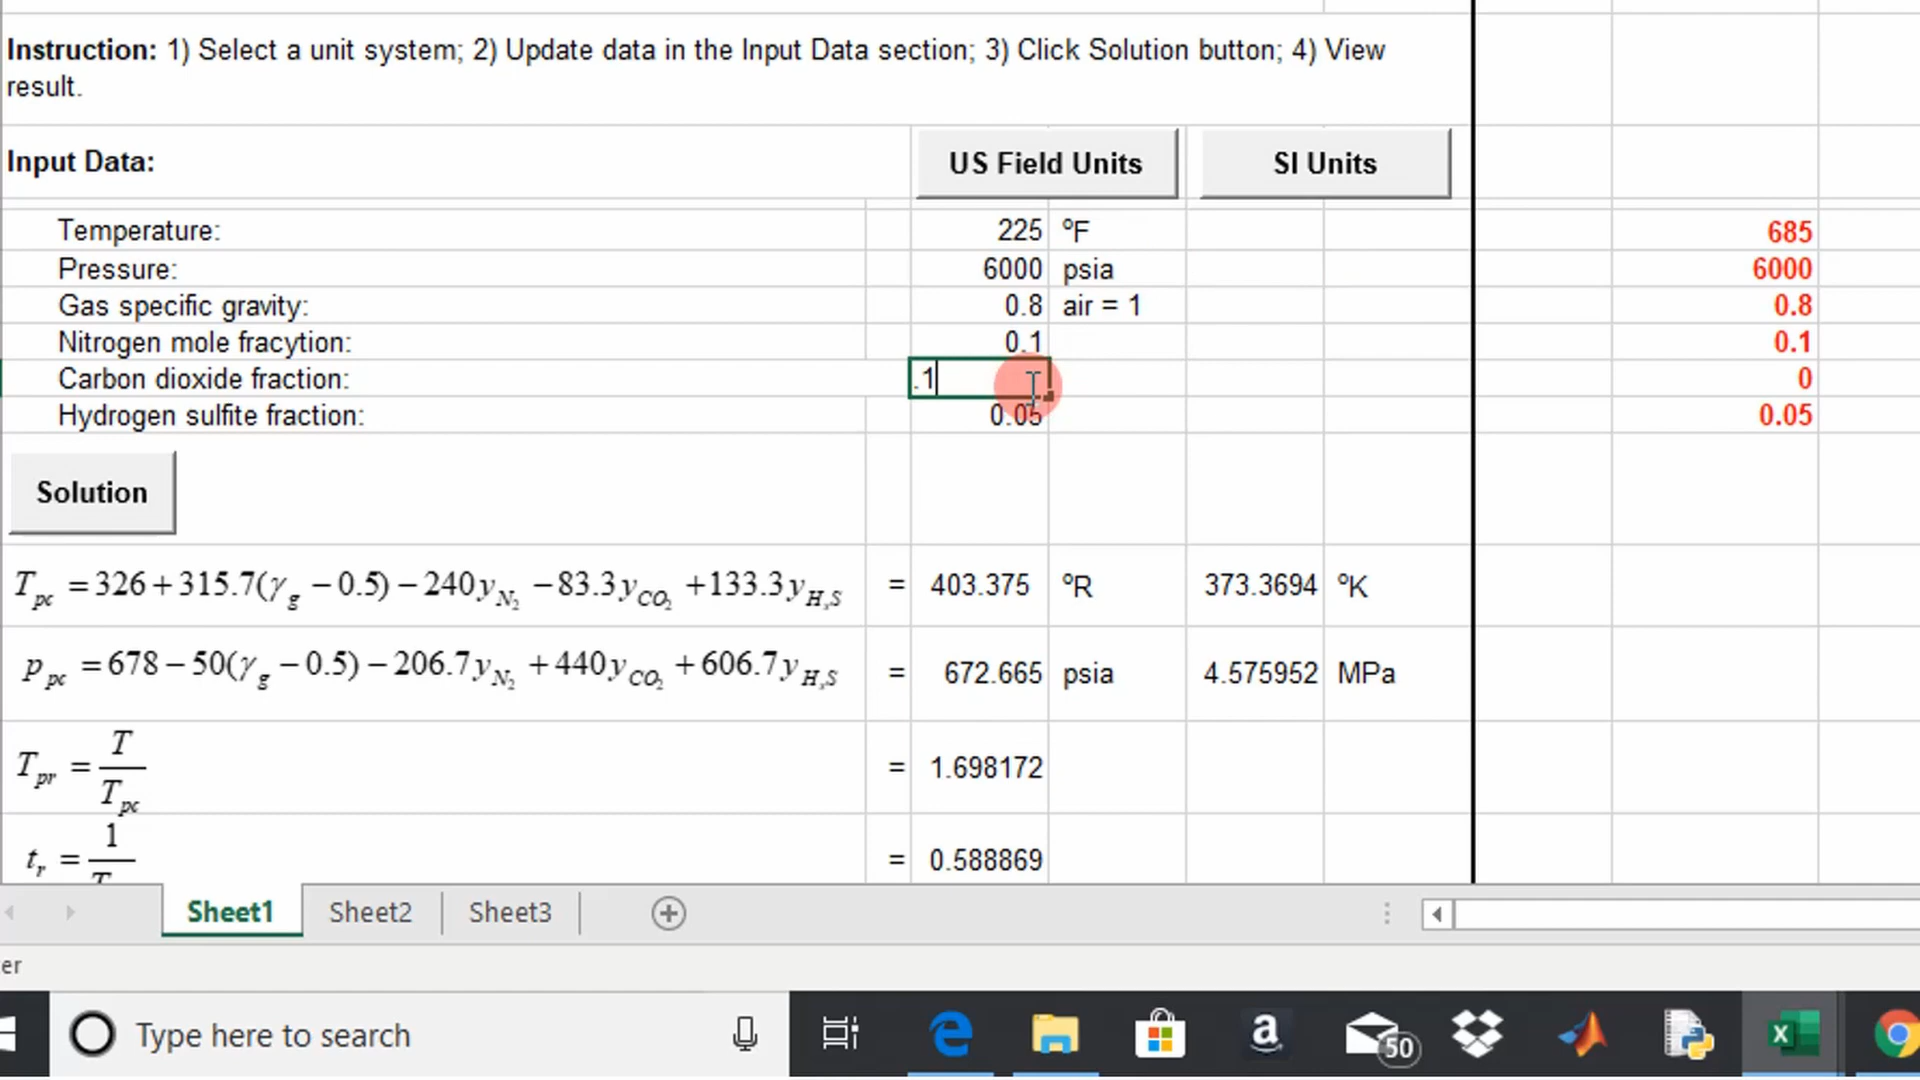 Instruction: 1) Select a unit system; 2) Update data in the Input Data section; 3) Click Solution button; 4) View
result.
Input Data: US Field Units SI Units
Temperature: 225 ºF 685
Pressure: 6000 psia 6000
Gas specific gravity: 0.8 air = 1 0.8
Nitrogen mole fracytion: 0.1 0.1
Carbon dioxide fraction: .1 0
Hydrogen sulfite fraction: 0.05 0.05
Solution
T_pc = 326 + 315.7(γ_g − 0.5) − 240y_N₂ − 83.3y_CO₂ + 133.3y_H₂S = 403.375 ºR 373.3694 ºK
p_pc = 678 − 50(γ_g − 0.5) − 206.7y_N₂ + 440y_CO₂ + 606.7y_H₂S = 672.665 psia 4.575952 MPa
T_pr = T / T_pc = 1.698172
t_r = 1 / T = 0.588869
Sheet1 Sheet2 Sheet3
er
Type here to search
50